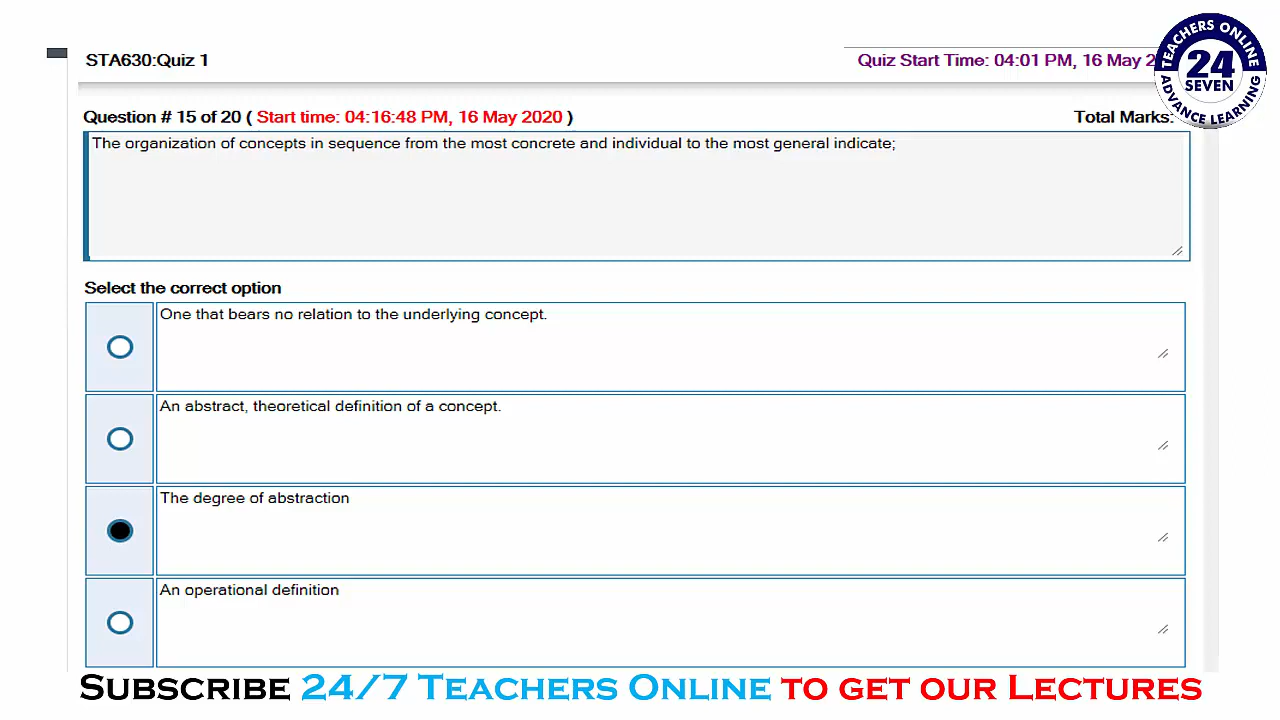 STA630:Quiz 1
Quiz Start Time: 04:01 PM, 16 May 2
TEACHERS ONLINE
24
SEVEN
ADVANCE LEARNING
Question # 15 of 20 ( Start time: 04:16:48 PM, 16 May 2020 )
Total Marks:
The organization of concepts in sequence from the most concrete and individual to the most general indicate;
Select the correct option
One that bears no relation to the underlying concept.
An abstract, theoretical definition of a concept.
The degree of abstraction
An operational definition
SUBSCRIBE 24/7 TEACHERS ONLINE TO GET OUR LECTURES